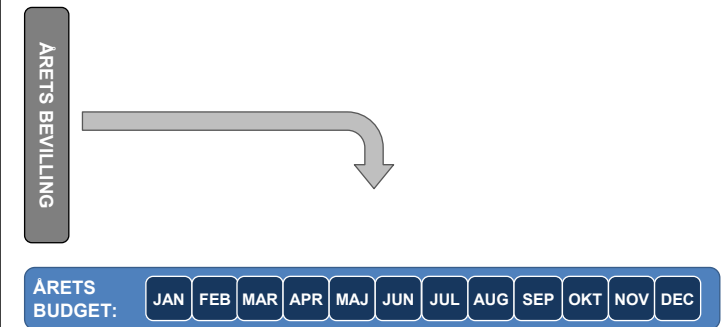 ÅRETS BEVILLING
ÅRETS
BUDGET:
JAN FEB MAR APR MAJ JUN JUL AUG SEP OKT NOV DEC